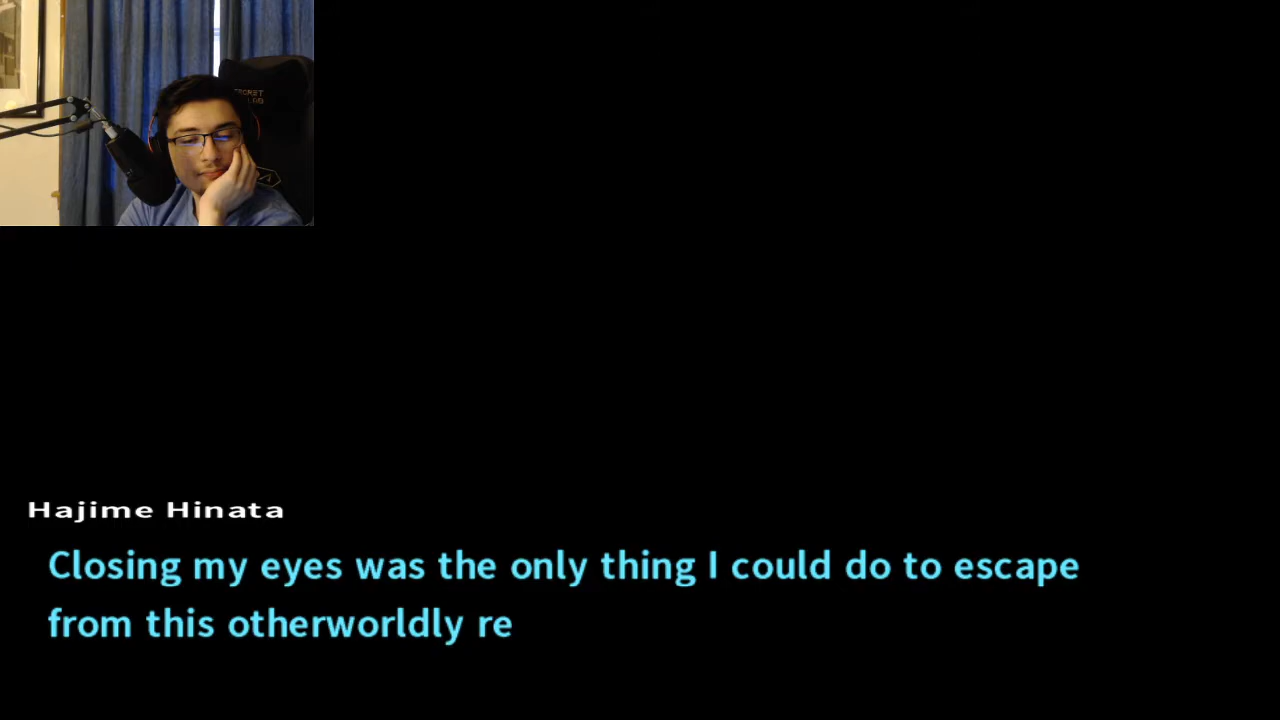 Hajime Hinata
Closing my eyes was the only thing I could do to escape
from this otherworldly re